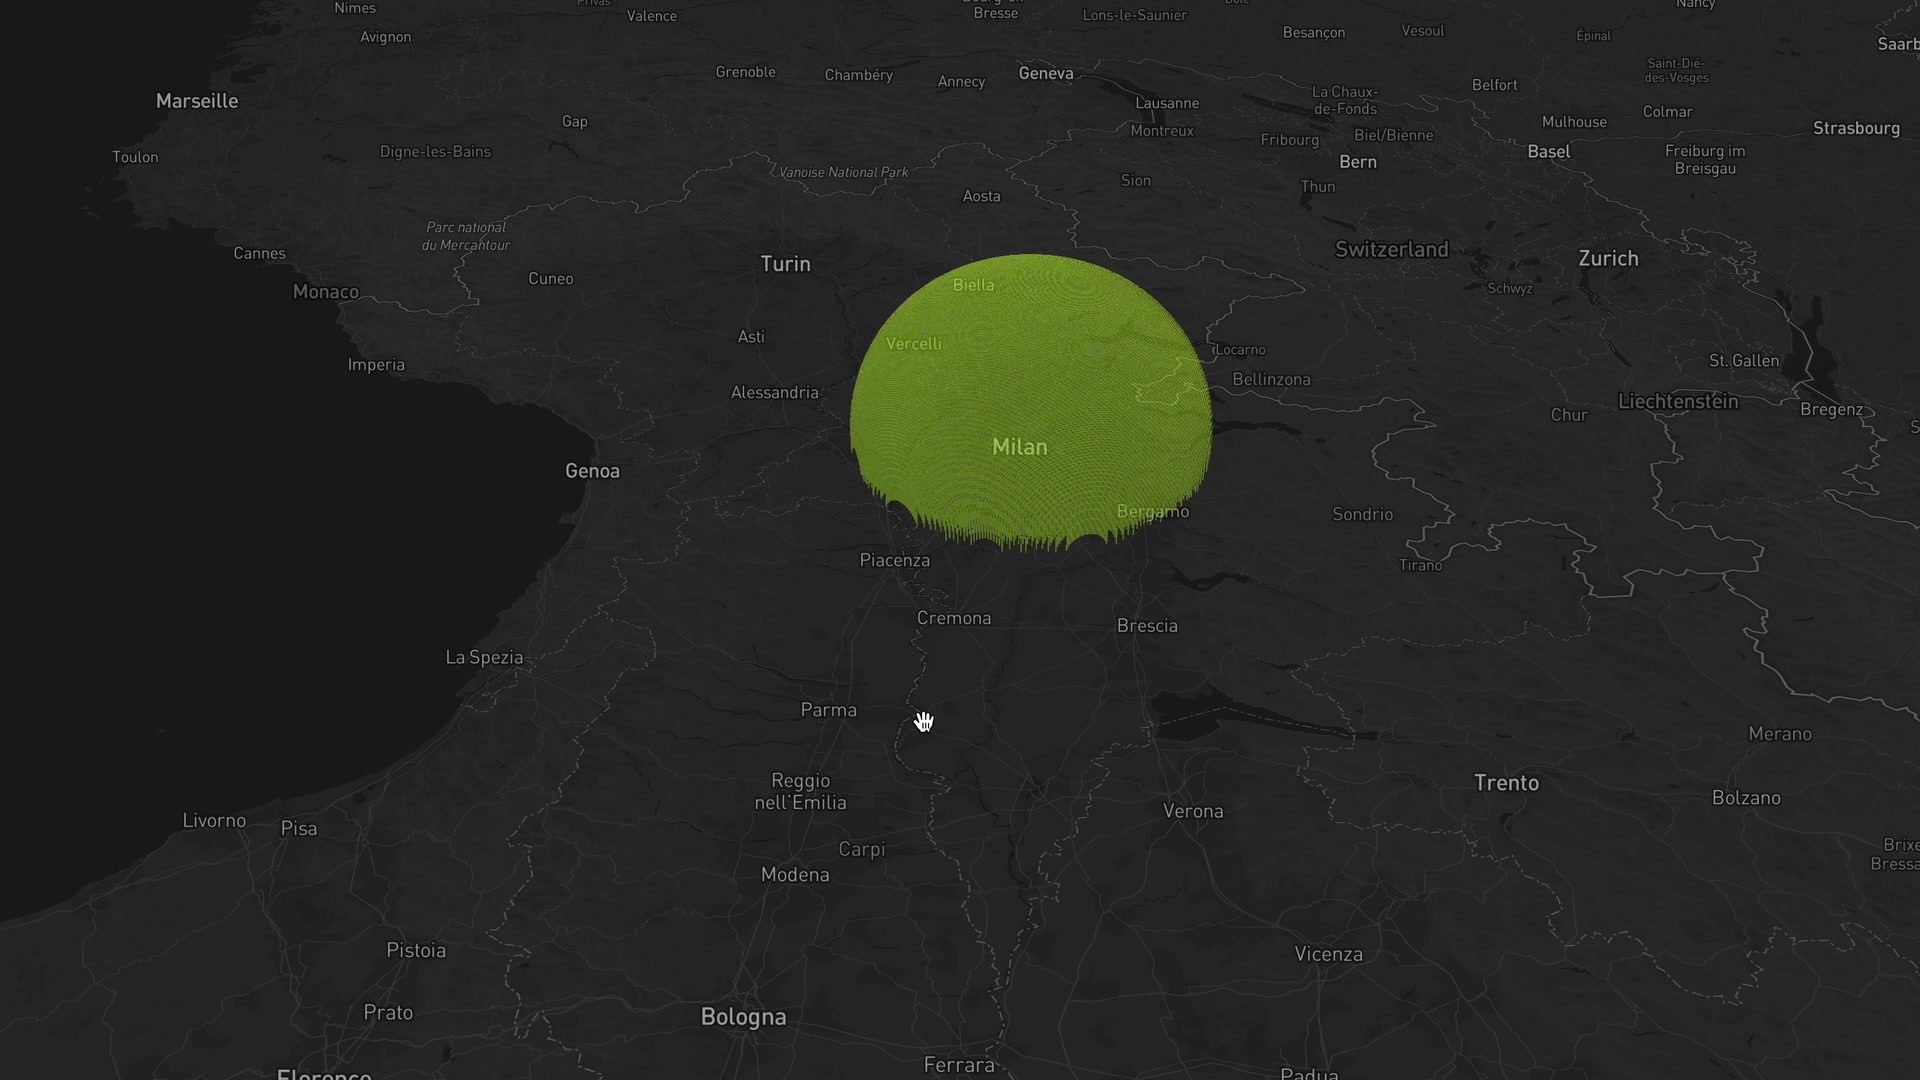 Nimes
Privas
Valence
Bourg-en-
Bresse
Lons-le-Saunier
Dole
Nancy
Avignon
Besançon
Vesoul
Épinal
Saarb
Grenoble
Chambéry
Annecy
Geneva
Belfort
Saint-Dié-
des-Vosges
Marseille
Lausanne
La Chaux-
de-Fonds
Colmar
Gap
Montreux
Fribourg
Biel/Bienne
Mulhouse
Strasbourg
Toulon
Digne-les-Bains
Vanoise National Park
Bern
Basel
Freiburg im
Breisgau
Aosta
Sion
Thun
Parc national
du Mercantour
Cannes
Turin
Switzerland
Zurich
Monaco
Cuneo
Biella
Schwyz
Asti
Vercelli
Locarno
St. Gallen
Imperia
Alessandria
Bellinzona
Liechtenstein
Bregenz
Chur
Genoa
Milan
Bergamo
Sondrio
Piacenza
Tirano
Cremona
Brescia
La Spezia
Parma
Merano
Reggio
nell'Emilia
Trento
Bolzano
Livorno
Pisa
Verona
Carpi
Brixe
Bressa
Modena
Pistoia
Vicenza
Prato
Bologna
Ferrara
Florence
Padua